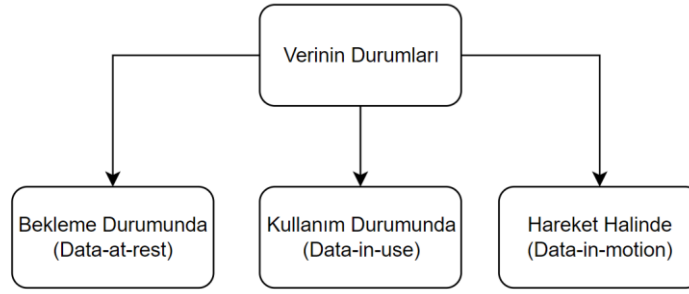 Verinin Durumları
Bekleme Durumunda
(Data-at-rest)
Kullanım Durumunda
(Data-in-use)
Hareket Halinde
(Data-in-motion)